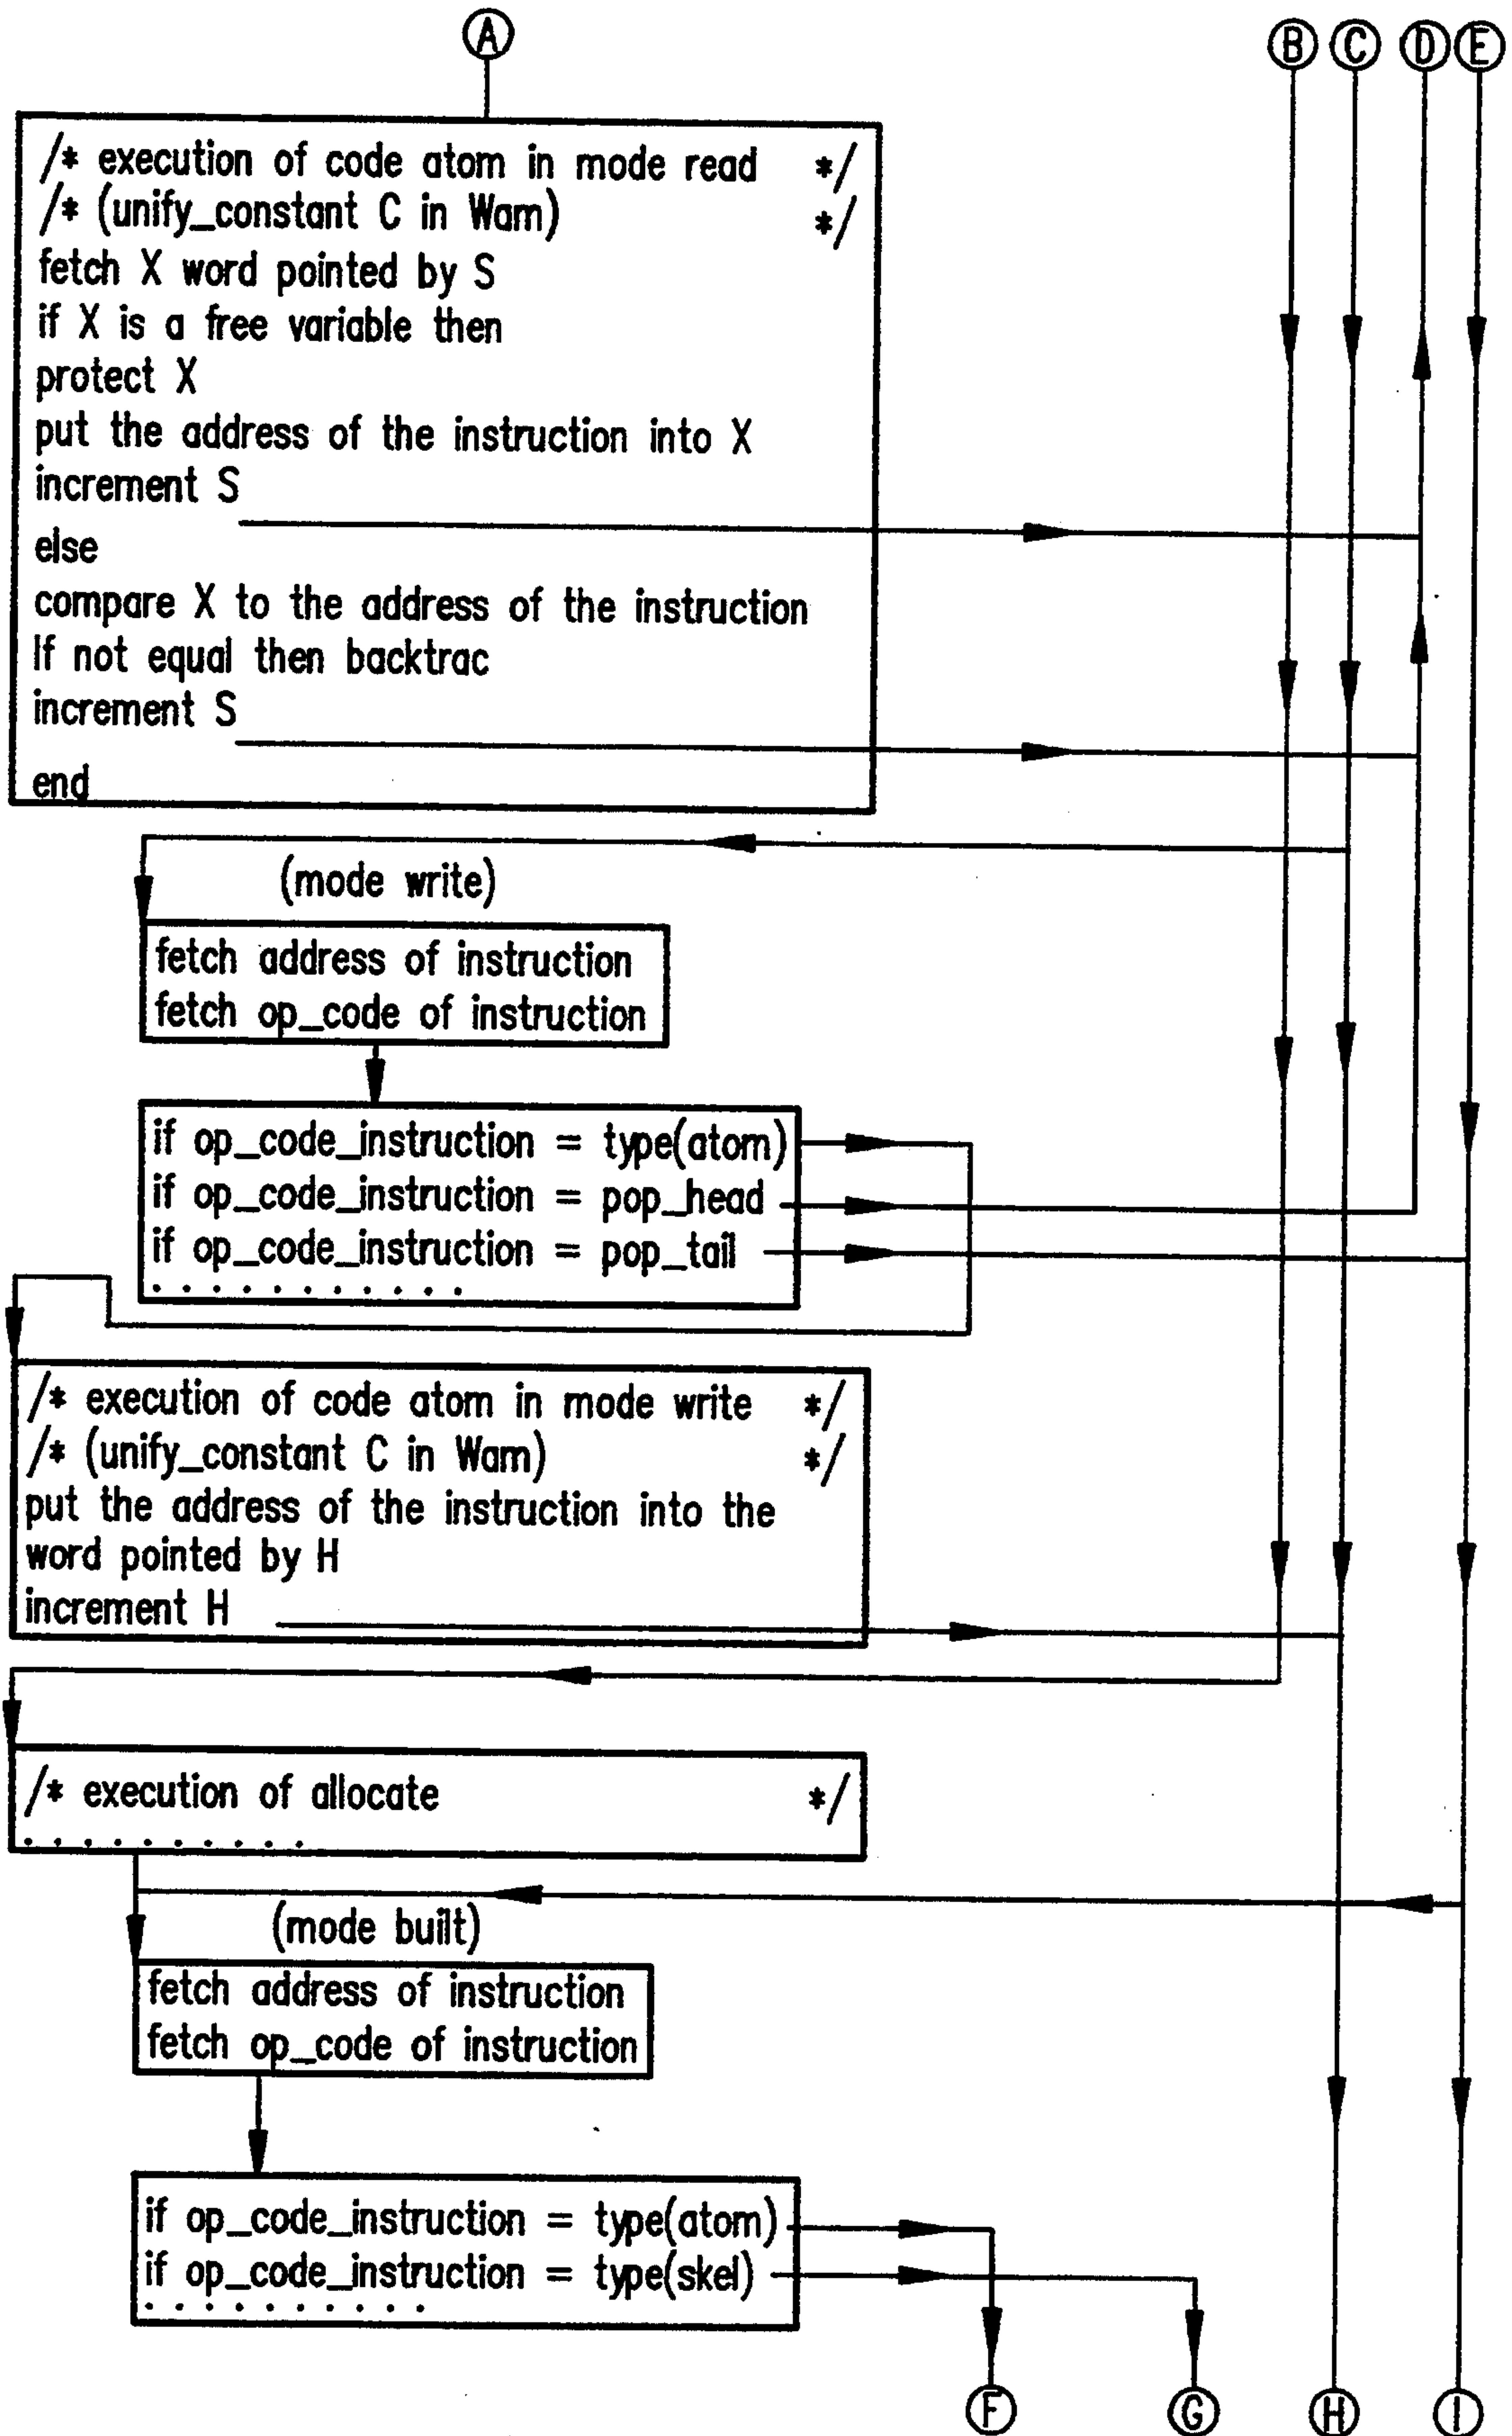 A
B C D E
/* execution of code atom in mode read */
/* (unify_constant C in Wam) */
fetch X word pointed by S
if X is a free variable then
protect X
put the address of the instruction into X
increment S
else
compare X to the address of the instruction
If not equal then backtrac
increment S
end
(mode write)
fetch address of instruction
fetch op_code of instruction
if op_code_instruction = type(atom)
if op_code_instruction = pop_head
if op_code_instruction = pop_tail
. . . . . . . . . . .
/* execution of code atom in mode write */
/* (unify_constant C in Wam) */
put the address of the instruction into the
word pointed by H
increment H
/* execution of allocate */
. . . . . . . . . .
(mode built)
fetch address of instruction
fetch op_code of instruction
if op_code_instruction = type(atom)
if op_code_instruction = type(skel)
. . . . . . . . . .
F G H I